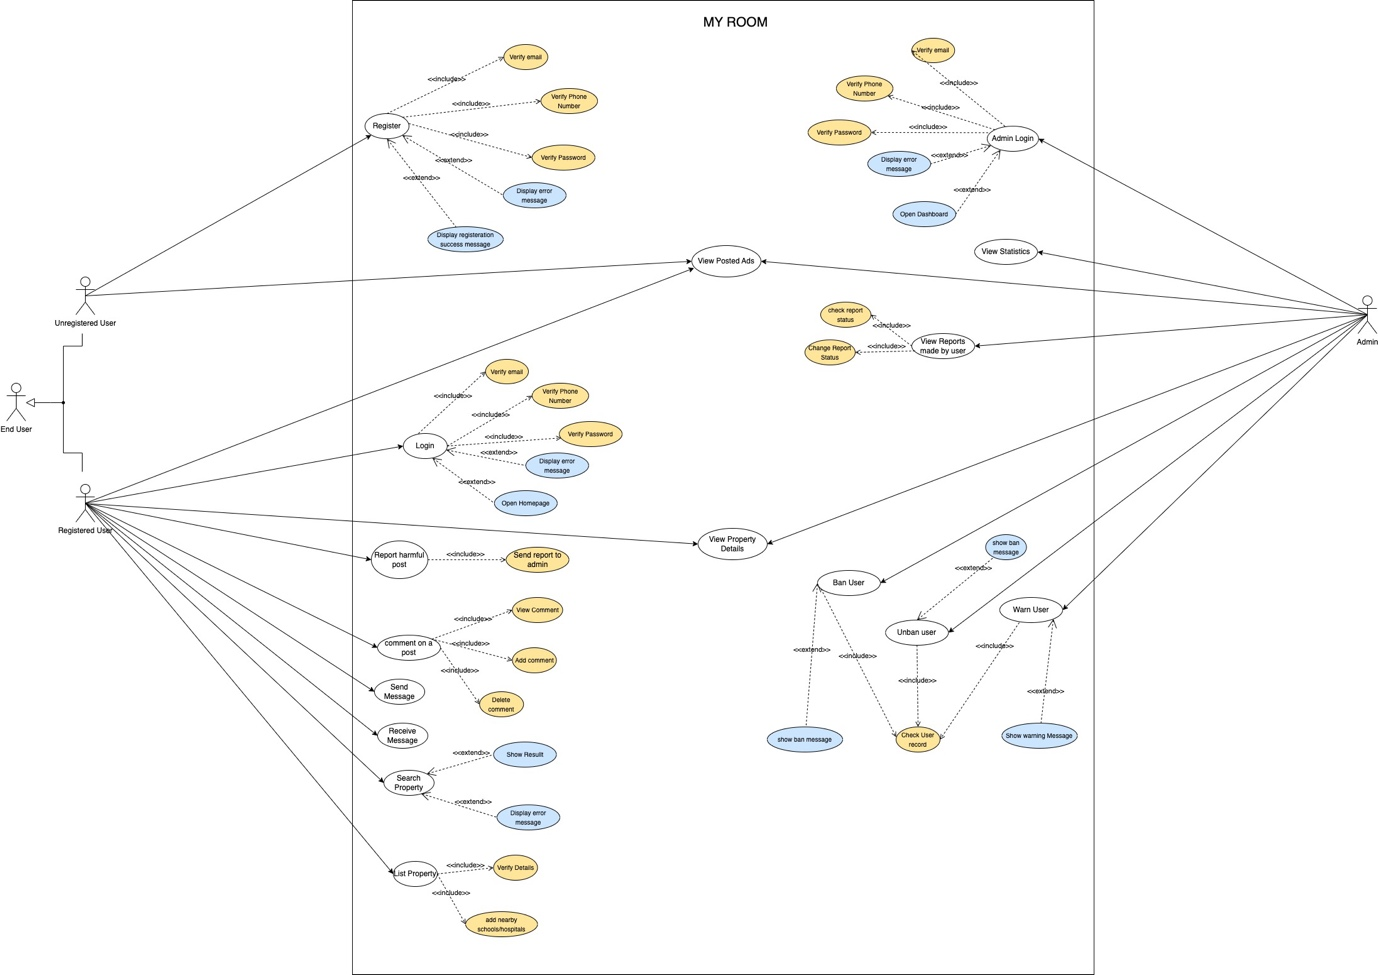 MY ROOM
Verify email
<<include>>
Verify Phone
Number
<<include>>
Register
<<include>>
Verify Password
<<extend>>
Display error
message
<<extend>>
Display registeration
success message
Verify email
<<include>>
Verify Phone
Number
<<include>>
Verify Password
<<include>>
Admin Login
Display error
message
<<extend>>
<<extend>>
Open Dashboard
View Posted Ads
View Statistics
Unregistered User
check report
status
<<include>>
Change Report
Status
<<include>>
View Reports
made by user
Admin
End User
Verify email
<<include>>
Verify Phone
Number
<<include>>
Login
<<include>>
Verify Password
<<extend>>
Display error
message
<<extend>>
Open Homepage
Registered User
View Property
Details
Report harmful
post
<<include>>
Send report to
admin
show ban
message
<<extend>>
Ban User
Unban user
Warn User
View Comment
<<include>>
comment on a
post
<<include>>
Add comment
<<include>>
Delete
comment
<<extend>>
<<include>>
<<include>>
<<include>>
<<extend>>
Send
Message
Receive
Message
show ban message
Check User
record
Show warning Message
<<extend>>
Show Resullt
Search
Property
<<extend>>
Display error
message
List Property
<<include>>
Verify Details
<<include>>
add nearby
schools/hospitals